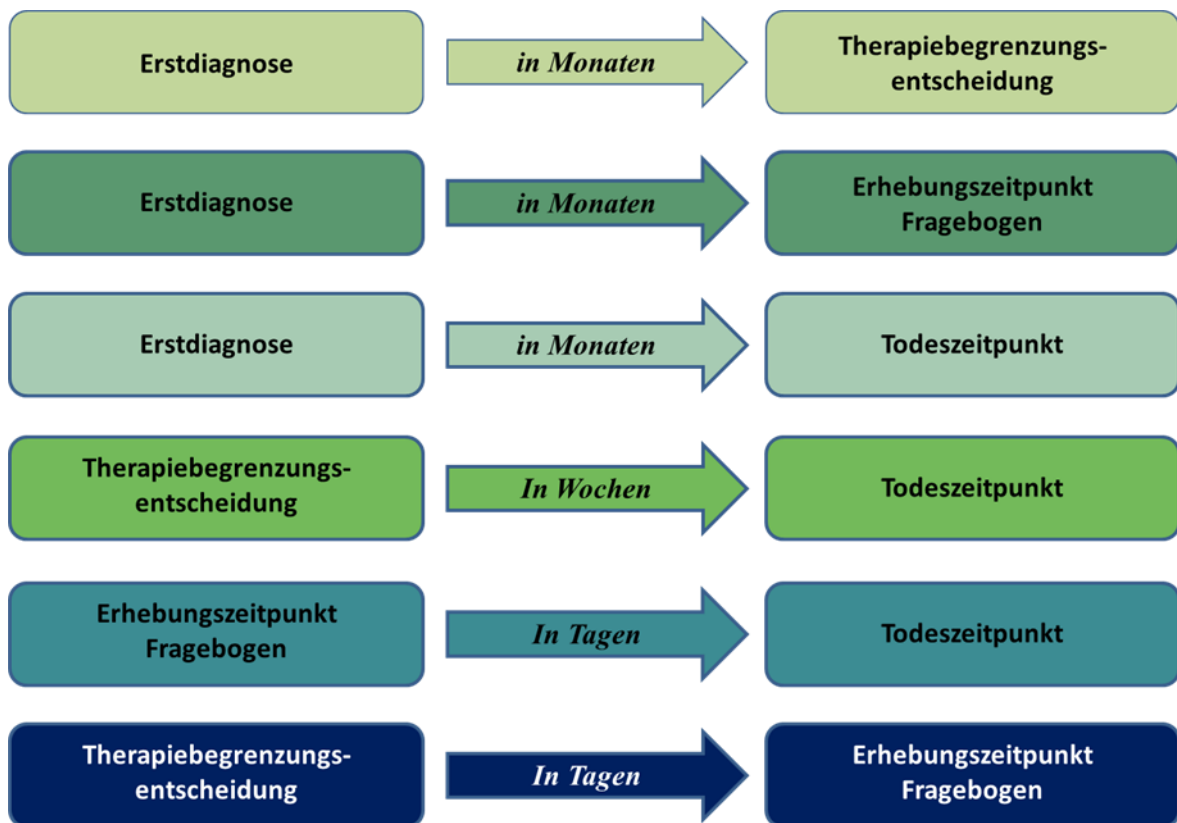 Erstdiagnose
in Monaten
Therapiebegrenzungs-
entscheidung
Erstdiagnose
in Monaten
Erhebungszeitpunkt
Fragebogen
Erstdiagnose
in Monaten
Todeszeitpunkt
Therapiebegrenzungs-
entscheidung
In Wochen
Todeszeitpunkt
Erhebungszeitpunkt
Fragebogen
In Tagen
Todeszeitpunkt
Therapiebegrenzungs-
entscheidung
In Tagen
Erhebungszeitpunkt
Fragebogen